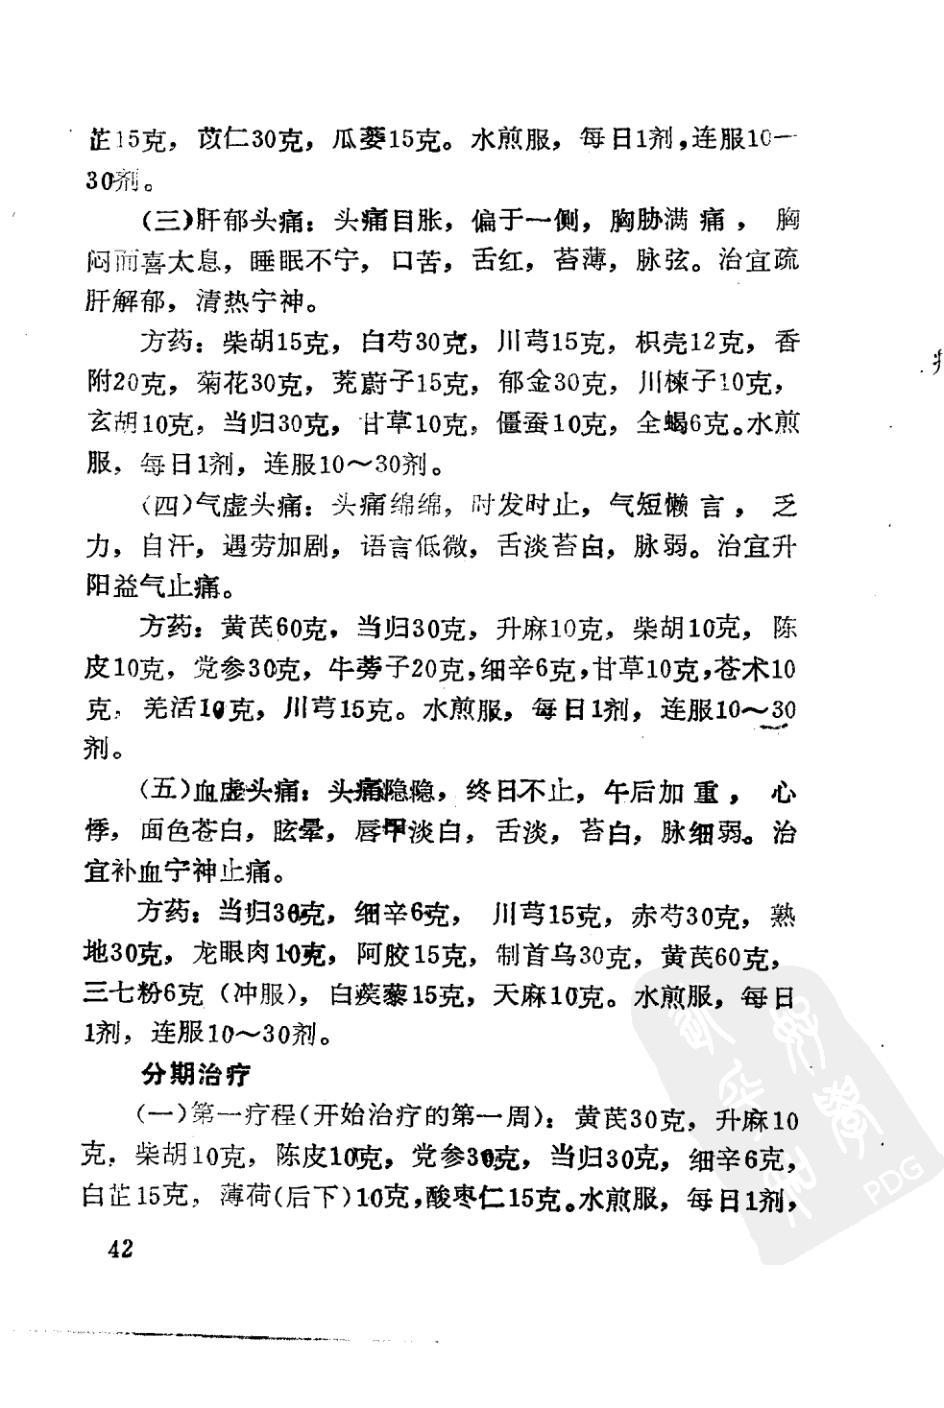 芷15克，苡仁30克，瓜蒌15克。水煎服，每日1剂，连服10—
30剂。
(三)肝郁头痛：头痛目胀，偏于一侧，胸胁满痛，胸
闷而喜太息，睡眠不宁，口苦，舌红，苔薄，脉弦。治宜疏
肝解郁，清热宁神。
方药：柴胡15克，白芍30克，川芎15克，枳壳12克，香
附20克，菊花30克，茺蔚子15克，郁金30克，川楝子10克，
玄胡10克，当归30克，甘草10克，僵蚕10克，全蝎6克。水煎
服，每日1剂，连服10～30剂。
(四)气虚头痛：头痛绵绵，时发时止，气短懒言，乏
力，自汗，遇劳加剧，语言低微，舌淡苔白，脉弱。治宜升
阳益气止痛。
方药：黄芪60克，当归30克，升麻10克，柴胡10克，陈
皮10克，党参30克，牛蒡子20克，细辛6克，甘草10克，苍术10
克，羌活10克，川芎15克。水煎服，每日1剂，连服10～30
剂。
(五)血虚头痛：头痛隐隐，终日不止，午后加重，心
悸，面色苍白，眩晕，唇甲淡白，舌淡，苔白，脉细弱。治
宜补血宁神止痛。
方药：当归30克，细辛6克，川芎15克，赤芍30克，熟
地30克，龙眼肉10克，阿胶15克，制首乌30克，黄芪60克，
三七粉6克（冲服），白蒺藜15克，天麻10克。水煎服，每日
1剂，连服10～30剂。
分期治疗
(一)第一疗程(开始治疗的第一周)：黄芪30克，升麻10
克，柴胡10克，陈皮10克，党参30克，当归30克，细辛6克，
白芷15克，薄荷(后下)10克，酸枣仁15克。水煎服，每日1剂，
42
PDG